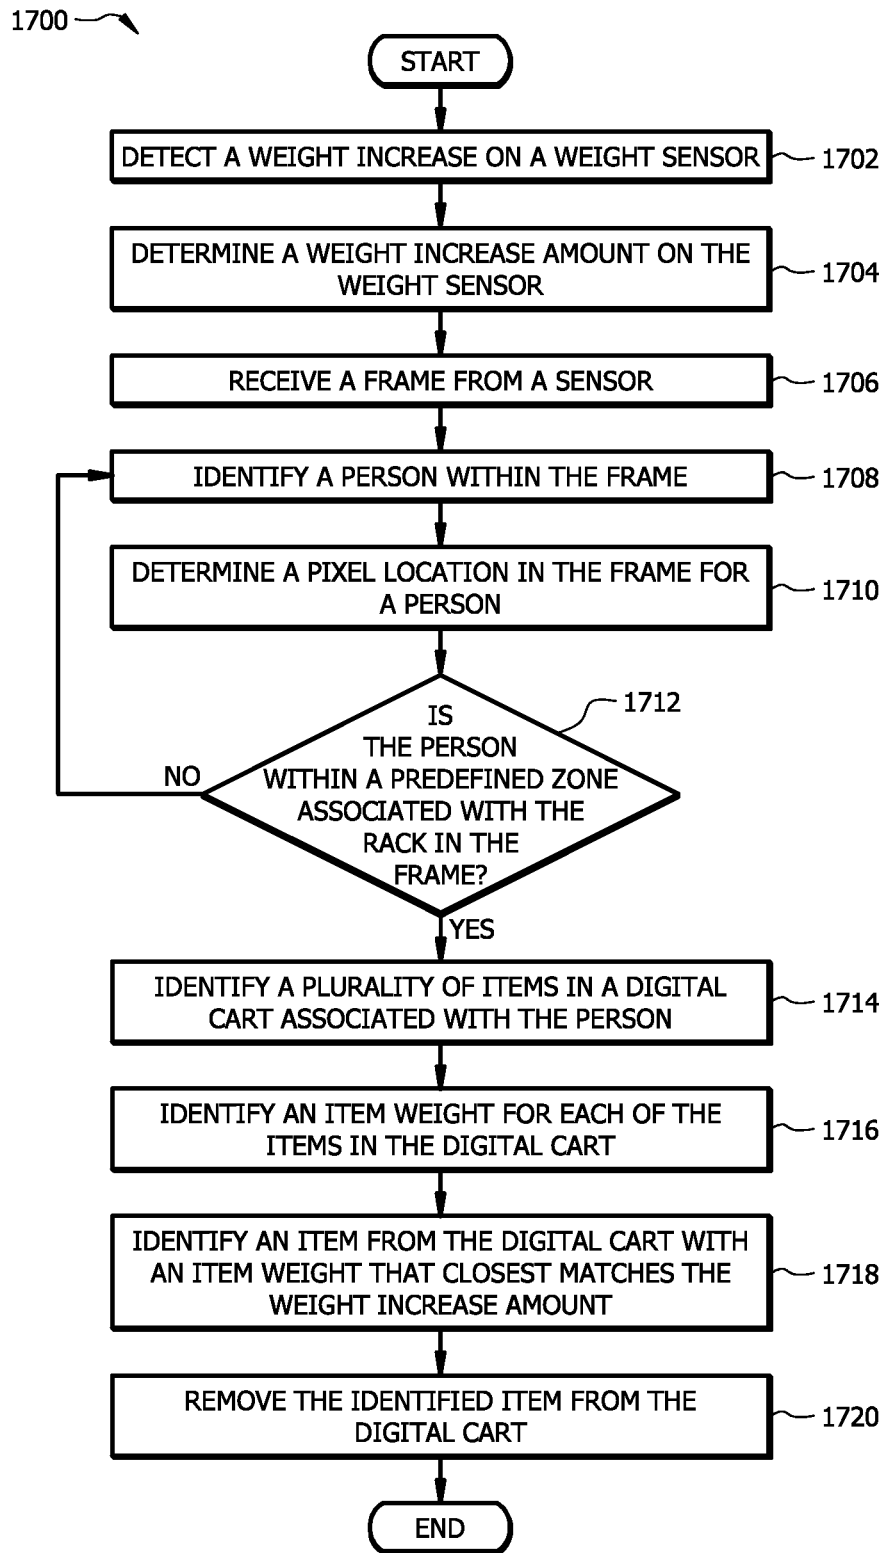 1700
START
DETECT A WEIGHT INCREASE ON A WEIGHT SENSOR
1702
DETERMINE A WEIGHT INCREASE AMOUNT ON THE
WEIGHT SENSOR
1704
RECEIVE A FRAME FROM A SENSOR
1706
IDENTIFY A PERSON WITHIN THE FRAME
1708
DETERMINE A PIXEL LOCATION IN THE FRAME FOR
A PERSON
1710
IS
THE PERSON
WITHIN A PREDEFINED ZONE
ASSOCIATED WITH THE
RACK IN THE
FRAME?
1712
NO
YES
IDENTIFY A PLURALITY OF ITEMS IN A DIGITAL
CART ASSOCIATED WITH THE PERSON
1714
IDENTIFY AN ITEM WEIGHT FOR EACH OF THE
ITEMS IN THE DIGITAL CART
1716
IDENTIFY AN ITEM FROM THE DIGITAL CART WITH
AN ITEM WEIGHT THAT CLOSEST MATCHES THE
WEIGHT INCREASE AMOUNT
1718
REMOVE THE IDENTIFIED ITEM FROM THE
DIGITAL CART
1720
END